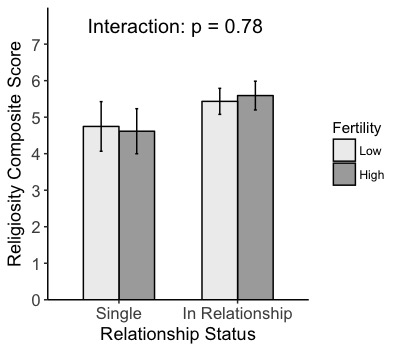 Interaction: p = 0.78
Religiosity Composite Score
7
6
5
4
3
2
1
0
Single
In Relationship
Relationship Status
Fertility
Low
High